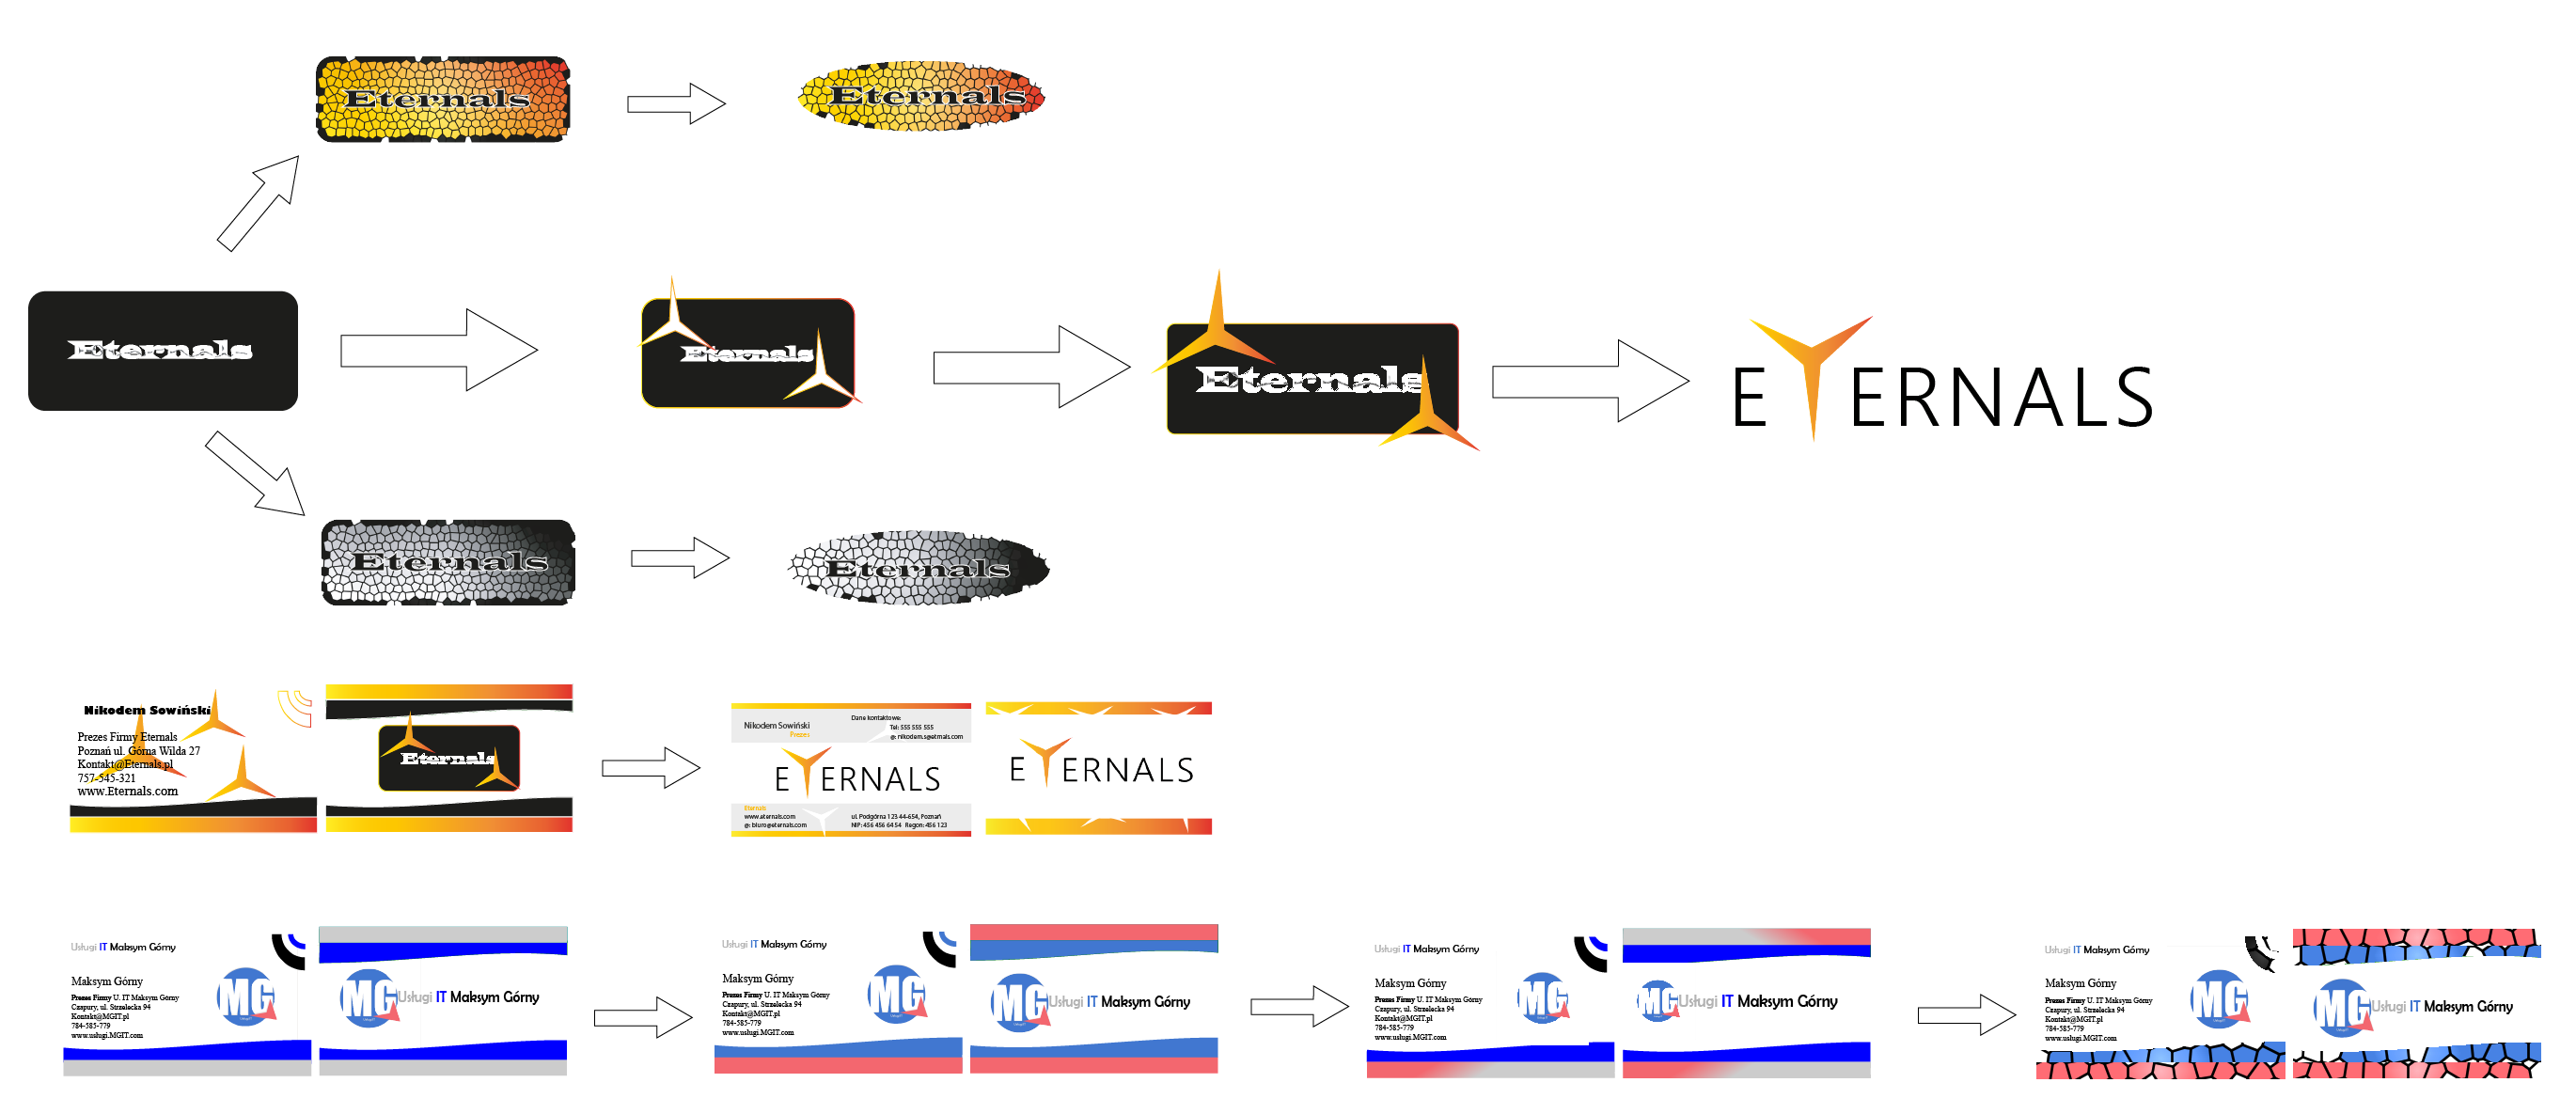 Eternals
Eternals
Eternals
Eternals
Eternals
E ERNALS
Eternals
Eternals
Nikodem Sowiński
Prezes Firmy Eternals
Poznań ul. Górna Wilda 27
Kontakt@Eternals.pl
757-545-321
www.Eternals.com
Eternals
Nikodem Sowiński
Prezes
Dane kontaktowe:
Tel: 555 555 555
@: nikodem.s@etrnals.com
E ERNALS
Eternals
www.aternals.com
@: biuro@eternals.com
ul. Podgórna 123 44-654, Poznań
NIP: 456 456 64 54 Regon: 456 123
E ERNALS
Usługi IT Maksym Górny
Maksym Górny
Prezes Firmy U. IT Maksym Górny
Czapury, ul. Strzelecka 94
Kontakt@MGIT.pl
784-585-779
www.usługi.MGIT.com
MG
MG
Usługi IT Maksym Górny
Usługi IT Maksym Górny
Maksym Górny
Prezes Firmy U. IT Maksym Górny
Czapury, ul. Strzelecka 94
Kontakt@MGIT.pl
784-585-779
www.usługi.MGIT.com
MG
MG
Usługi IT Maksym Górny
Usługi IT Maksym Górny
Maksym Górny
Prezes Firmy U. IT Maksym Górny
Czapury, ul. Strzelecka 94
Kontakt@MGIT.pl
784-585-779
www.usługi.MGIT.com
MG
MG
Usługi IT Maksym Górny
Usługi IT Maksym Górny
Maksym Górny
Prezes Firmy U. IT Maksym Górny
Czapury, ul. Strzelecka 94
Kontakt@MGIT.pl
784-585-779
www.usługi.MGIT.com
MG
MG
Usługi IT Maksym Górny